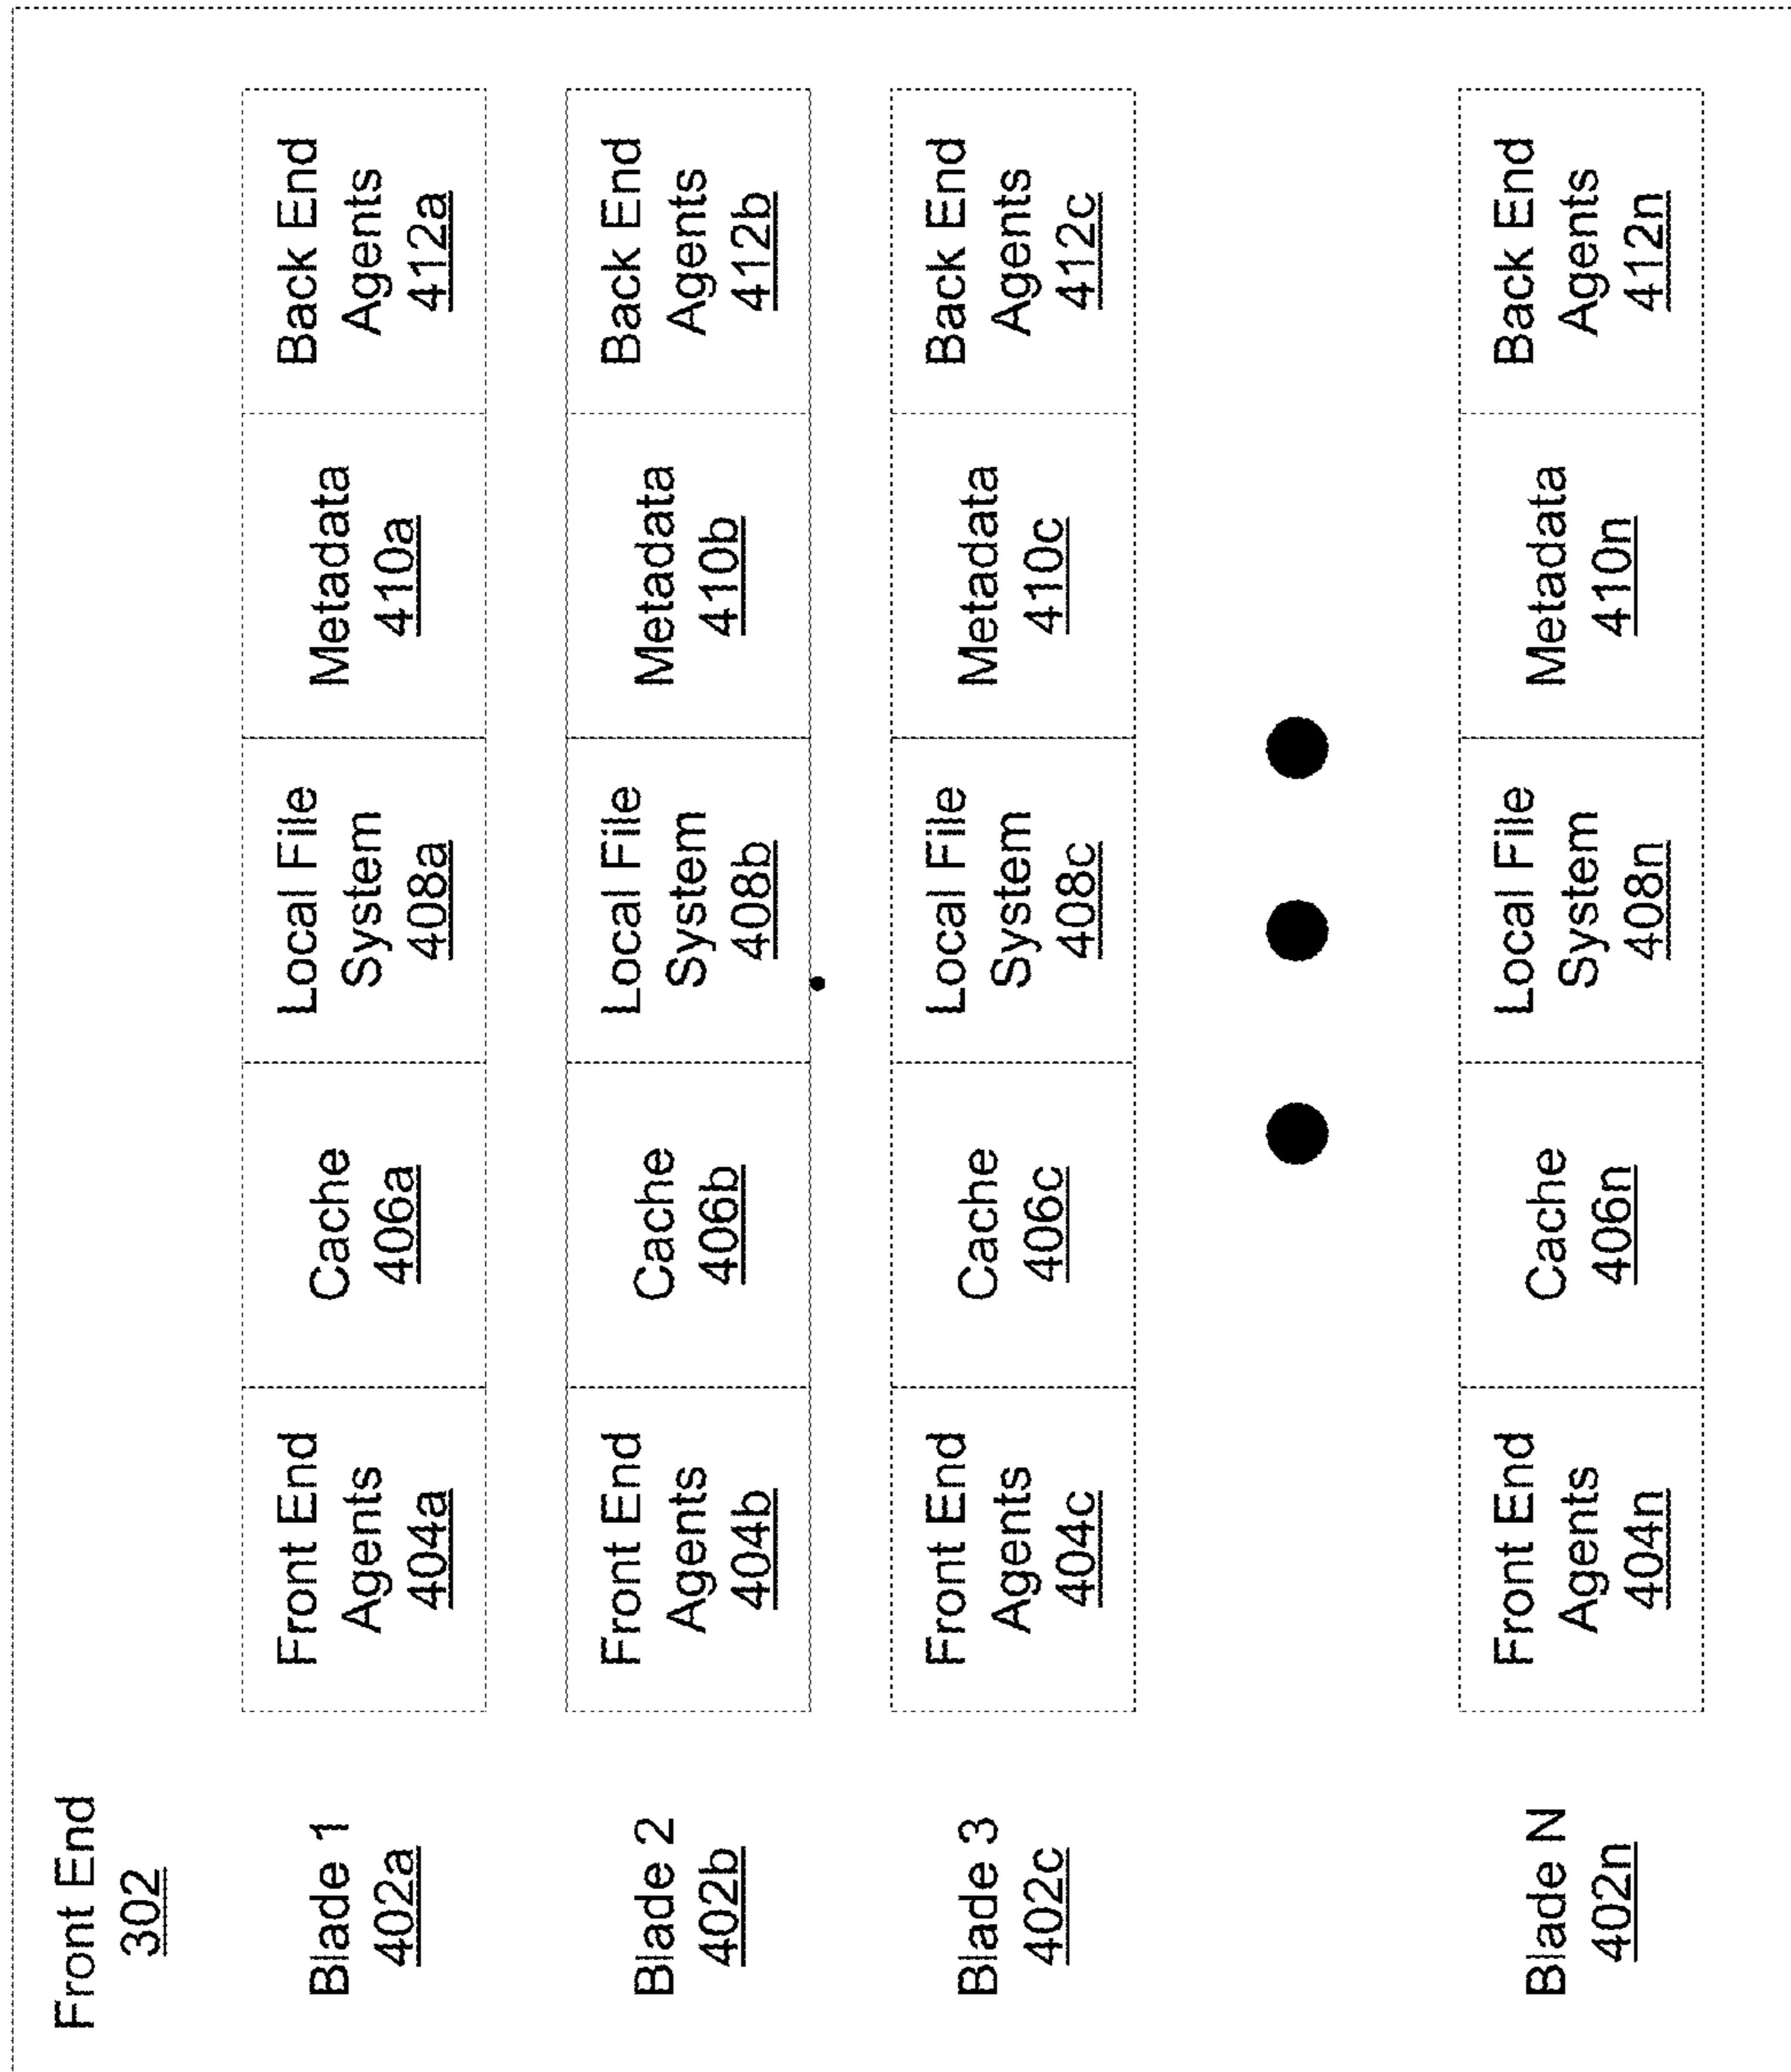 Front End
302
Blade 1
402a
Front End
Agents
404a
Cache
406a
Local File
System
408a
Metadata
410a
Back End
Agents
412a
Blade 2
402b
Front End
Agents
404b
Cache
406b
Local File
System
408b
Metadata
410b
Back End
Agents
412b
Blade 3
402c
Front End
Agents
404c
Cache
406c
Local File
System
408c
Metadata
410c
Back End
Agents
412c
Blade N
402n
Front End
Agents
404n
Cache
406n
Local File
System
408n
Metadata
410n
Back End
Agents
412n